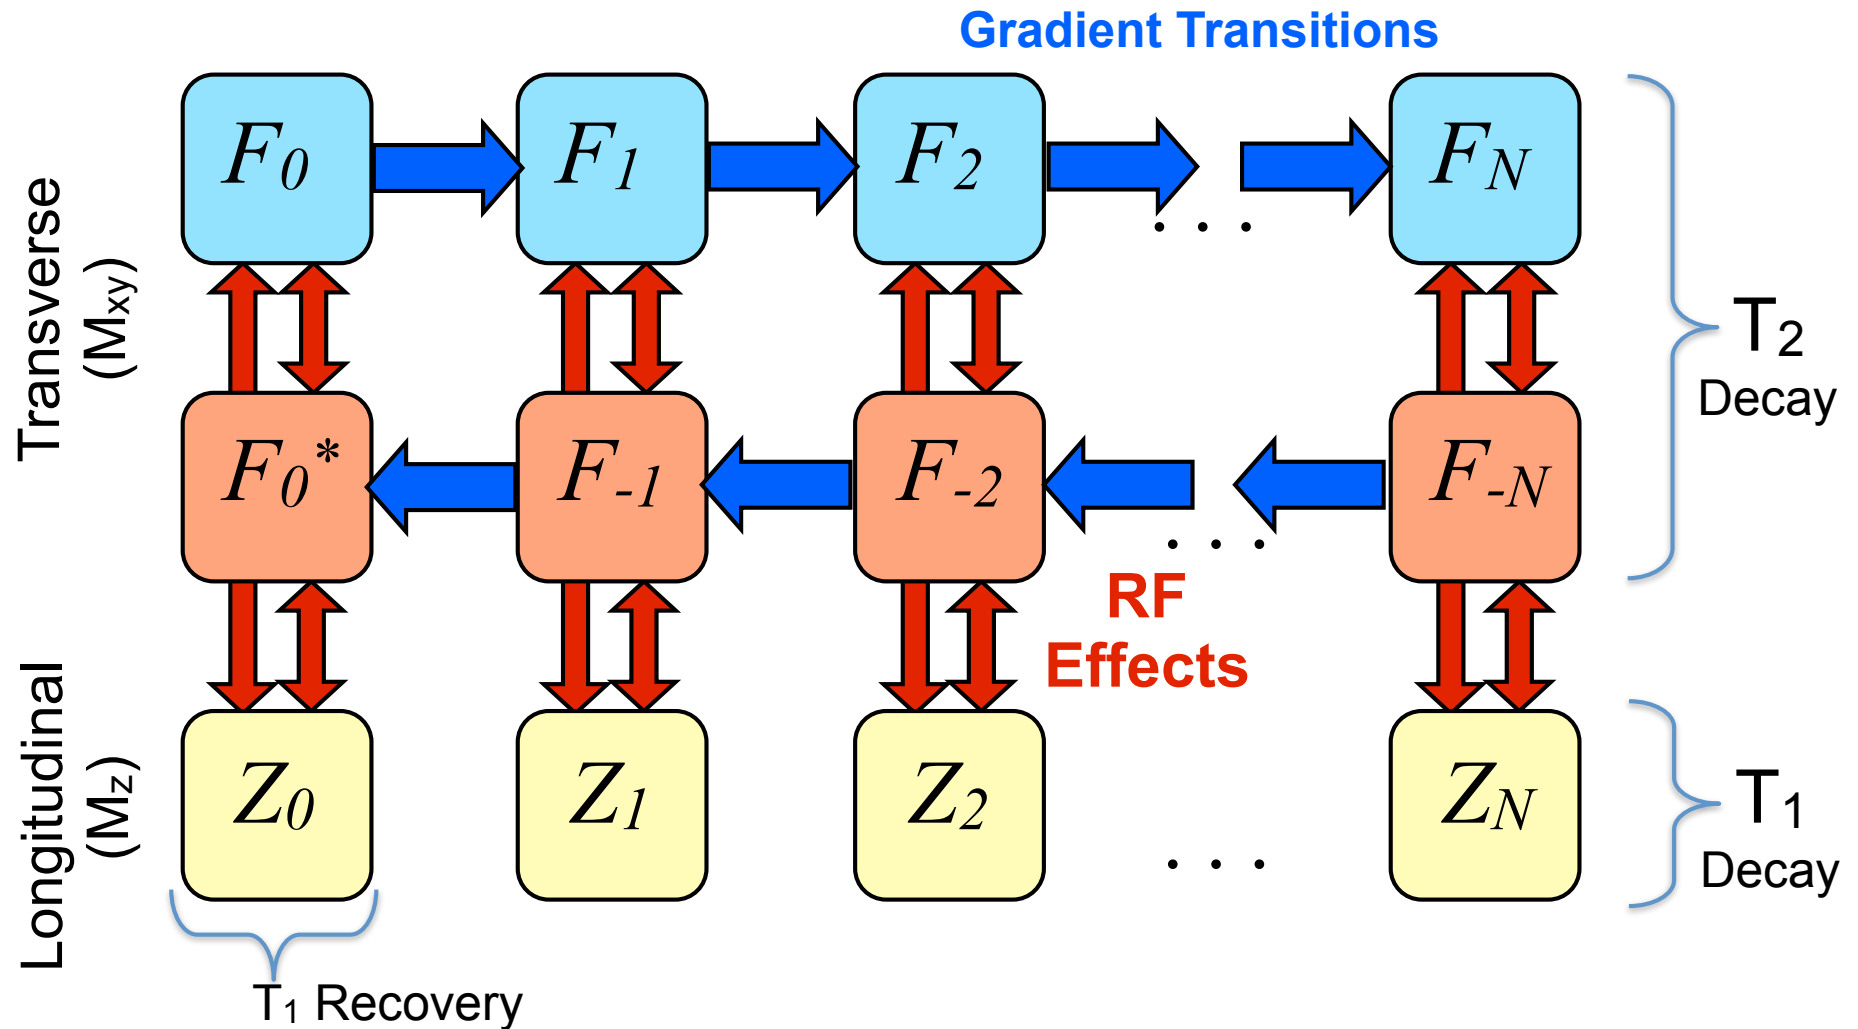 Gradient Transitions
Transverse
(Mxy)
F0
F1
F2
. . .
FN
T2
Decay
F0*
F-1
F-2
. . .
F-N
RF
Effects
Longitudinal
(Mz)
Z0
Z1
Z2
. . .
ZN
T1
Decay
T1 Recovery